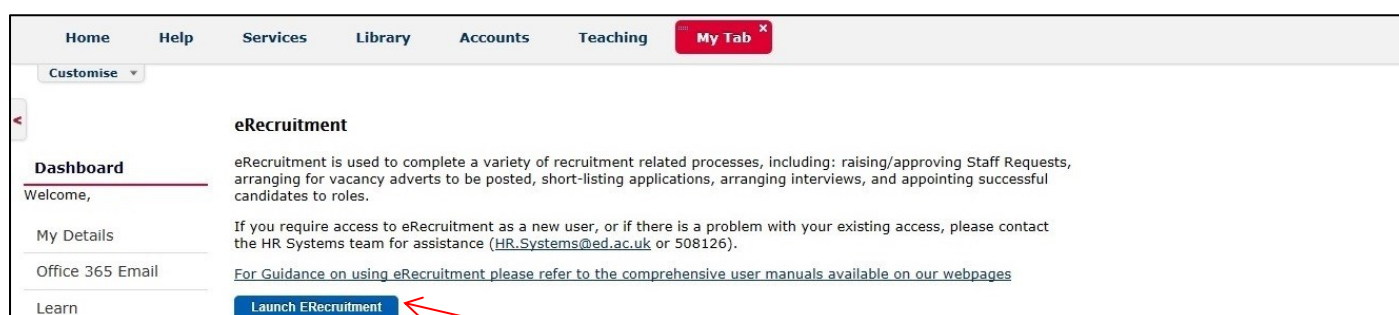 Home Help Services Library Accounts Teaching My Tab x
Customise
<
eRecruitment
Dashboard
Welcome,
My Details
Office 365 Email
Learn
eRecruitment is used to complete a variety of recruitment related processes, including: raising/approving Staff Requests,
arranging for vacancy adverts to be posted, short-listing applications, arranging interviews, and appointing successful
candidates to roles.
If you require access to eRecruitment as a new user, or if there is a problem with your existing access, please contact
the HR Systems team for assistance (HR.Systems@ed.ac.uk or 508126).
For Guidance on using eRecruitment please refer to the comprehensive user manuals available on our webpages
Launch ERecruitment